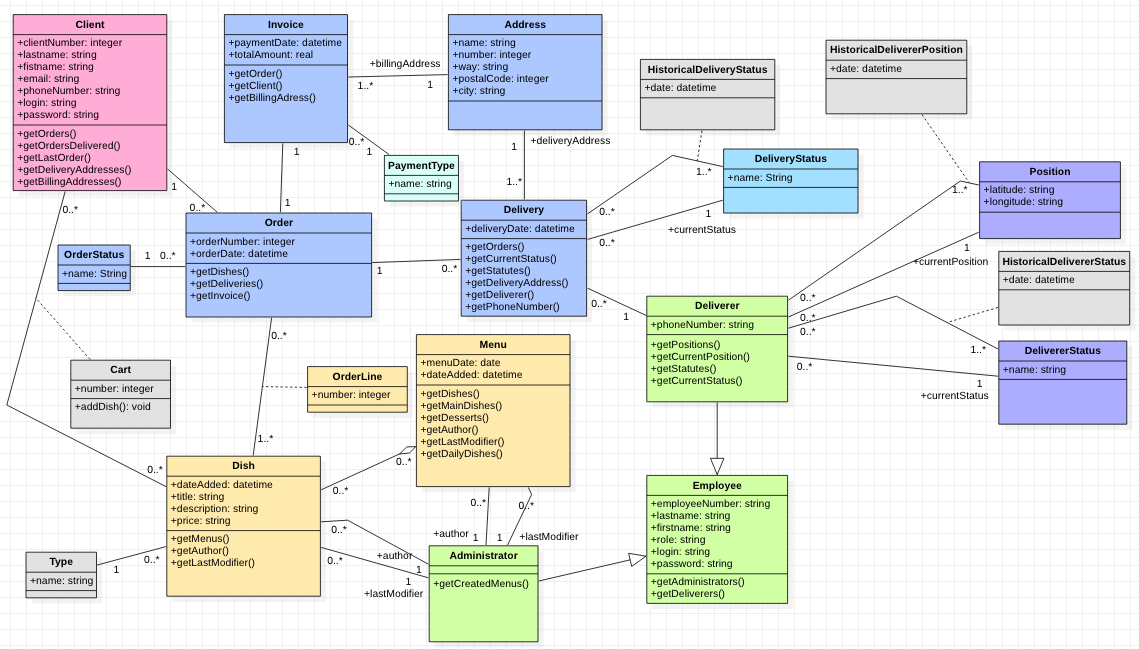 Client
+clientNumber: integer
+lastname: string
+fistname: string
+email: string
+phoneNumber: string
+login: string
+password: string
+getOrders()
+getOrdersDelivered()
+getLastOrder()
+getDeliveryAddresses()
+getBillingAddresses()
Invoice
+paymentDate: datetime
+totalAmount: real
+getOrder()
+getClient()
+getBillingAdress()
+billingAddress
1..*
1
Address
+name: string
+number: integer
+way: string
+postalCode: integer
+city: string
HistoricalDeliveryStatus
+date: datetime
HistoricalDelivererPosition
+date: datetime
0..*
1
PaymentType
+name: string
1
1
1
+deliveryAddress
1..*
DeliveryStatus
+name: String
1..*
0..*
1
+currentStatus
0..*
Position
+latitude: string
+longitude: string
1..*
1
+currentPosition
1
0..*
0..*
Order
+orderNumber: integer
+orderDate: datetime
+getDishes()
+getDeliveries()
+getInvoice()
OrderStatus
+name: String
1
0..*
1
0..*
Delivery
+deliveryDate: datetime
+getOrders()
+getCurrentStatus()
+getStatutes()
+getDeliveryAddress()
+getDeliverer()
+getPhoneNumber()
0..*
1
HistoricalDelivererStatus
+date: datetime
Deliverer
+phoneNumber: string
+getPositions()
+getCurrentPosition()
+getStatutes()
+getCurrentStatus()
0..*
0..*
0..*
0..*
1..*
1
+currentStatus
DelivererStatus
+name: string
Cart
+number: integer
+addDish(): void
0..*
OrderLine
+number: integer
1..*
Menu
+menuDate: date
+dateAdded: datetime
+getDishes()
+getMainDishes()
+getDesserts()
+getAuthor()
+getLastModifier()
+getDailyDishes()
0..*
0..*
0..*
Dish
+dateAdded: datetime
+title: string
+description: string
+price: string
+getMenus()
+getAuthor()
+getLastModifier()
0..*
0..*
+author
1
1
+lastModifier
Employee
+employeeNumber: string
+lastname: string
+firstname: string
+role: string
+login: string
+password: string
+getAdministrators()
+getDeliverers()
Type
+name: string
1
0..*
0..*
0..*
+author
1
1
+lastModifier
Administrator
+getCreatedMenus()